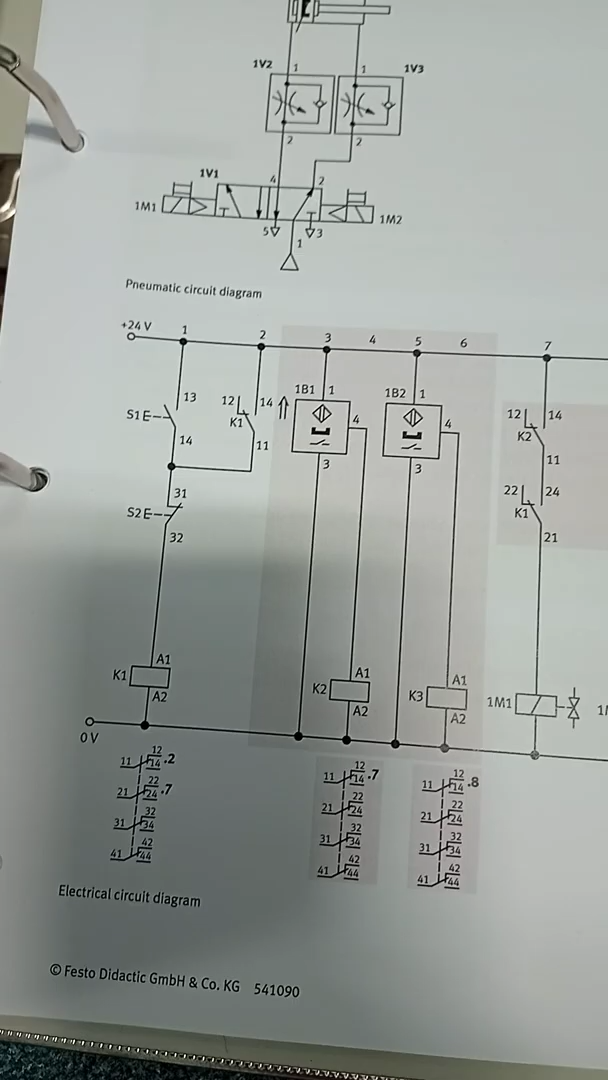 1V2 1 1 1V3
2 2
1V1 4 2
1M1 1M2
5 3
1
Pneumatic circuit diagram
+24 V 1 2 3 4 5 6 7
13 12 14 1B1 1 1B2 1 12 14
S1E K1 4 4 K2
14 11 11
3 3
31 22 24
S2E K1
32 21
A1 A1 A1
K1 K2 K3 1M1
A2 A2 A2
0 V
11 12 14 .2 11 12 14 .7 11 12 14 .8
21 22 24 .7 21 22 24 21 22 24
31 32 34 31 32 34 31 32 34
41 42 44 41 42 44 41 42 44
Electrical circuit diagram
© Festo Didactic GmbH & Co. KG 541090